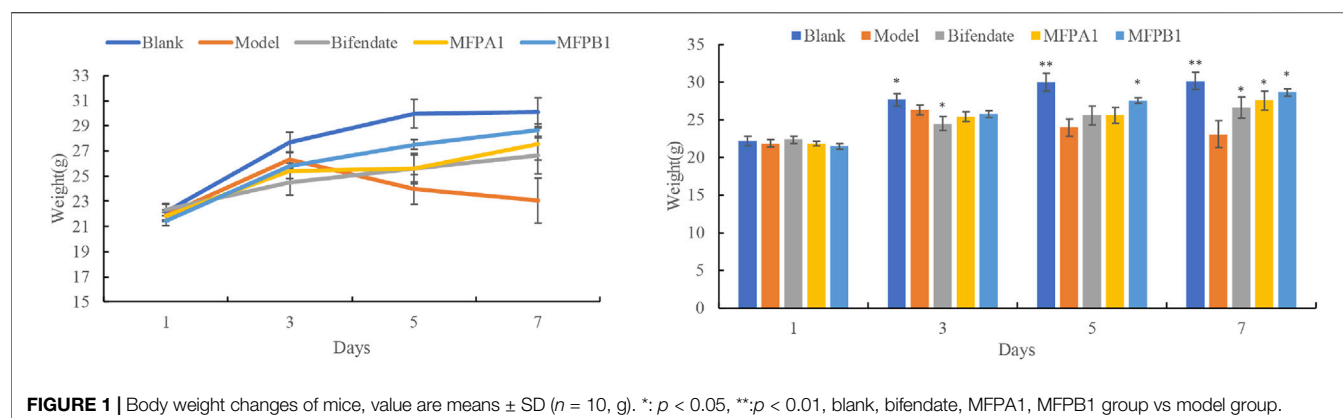 Blank Model Bifendate MFPA1 MFPB1
33
31
29
27
25
23
21
19
17
15
Weight(g)
1 3 5 7
Days
Blank Model Bifendate MFPA1 MFPB1
35
30
25
20
15
10
5
0
Weight(g)
* * ** * ** * * *
1 3 5 7
Days
FIGURE 1 | Body weight changes of mice, value are means ± SD (n = 10, g). *: p < 0.05, **:p < 0.01, blank, bifendate, MFPA1, MFPB1 group vs model group.